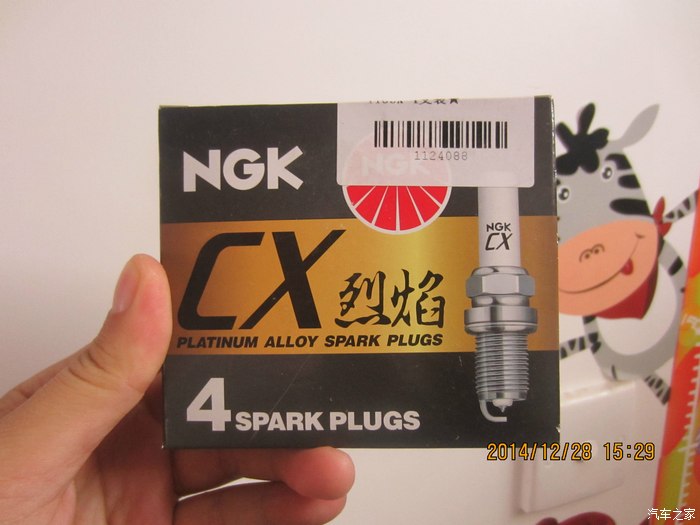 1124088
NGK
NGK
NGK
CX
CX 烈焰
PLATINUM ALLOY SPARK PLUGS
4 SPARK PLUGS
2014/12/28 15:29
汽车之家